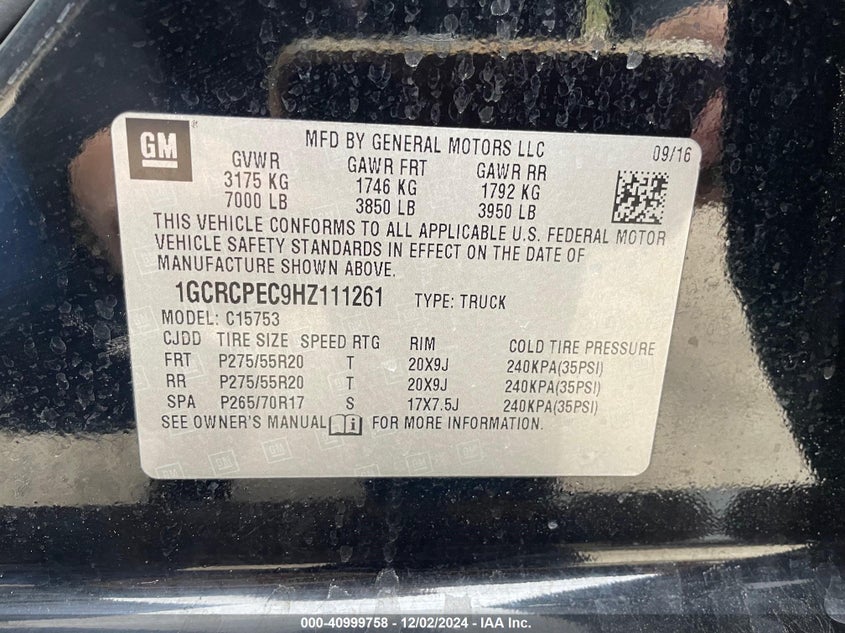 GM
MFD BY GENERAL MOTORS LLC
09/16
GVWR GAWR FRT GAWR RR
3175 KG 1746 KG 1792 KG
7000 LB 3850 LB 3950 LB
THIS VEHICLE CONFORMS TO ALL APPLICABLE U.S. FEDERAL MOTOR
VEHICLE SAFETY STANDARDS IN EFFECT ON THE DATE OF
MANUFACTURE SHOWN ABOVE.
1GCRCPEC9HZ111261 TYPE: TRUCK
MODEL: C15753
CJDD TIRE SIZE SPEED RTG RIM COLD TIRE PRESSURE
FRT P275/55R20 T 20X9J 240KPA(35PSI)
RR P275/55R20 T 20X9J 240KPA(35PSI)
SPA P265/70R17 S 17X7.5J 240KPA(35PSI)
SEE OWNER'S MANUAL FOR MORE INFORMATION.
000-40999758 - 12/02/2024 - IAA Inc.